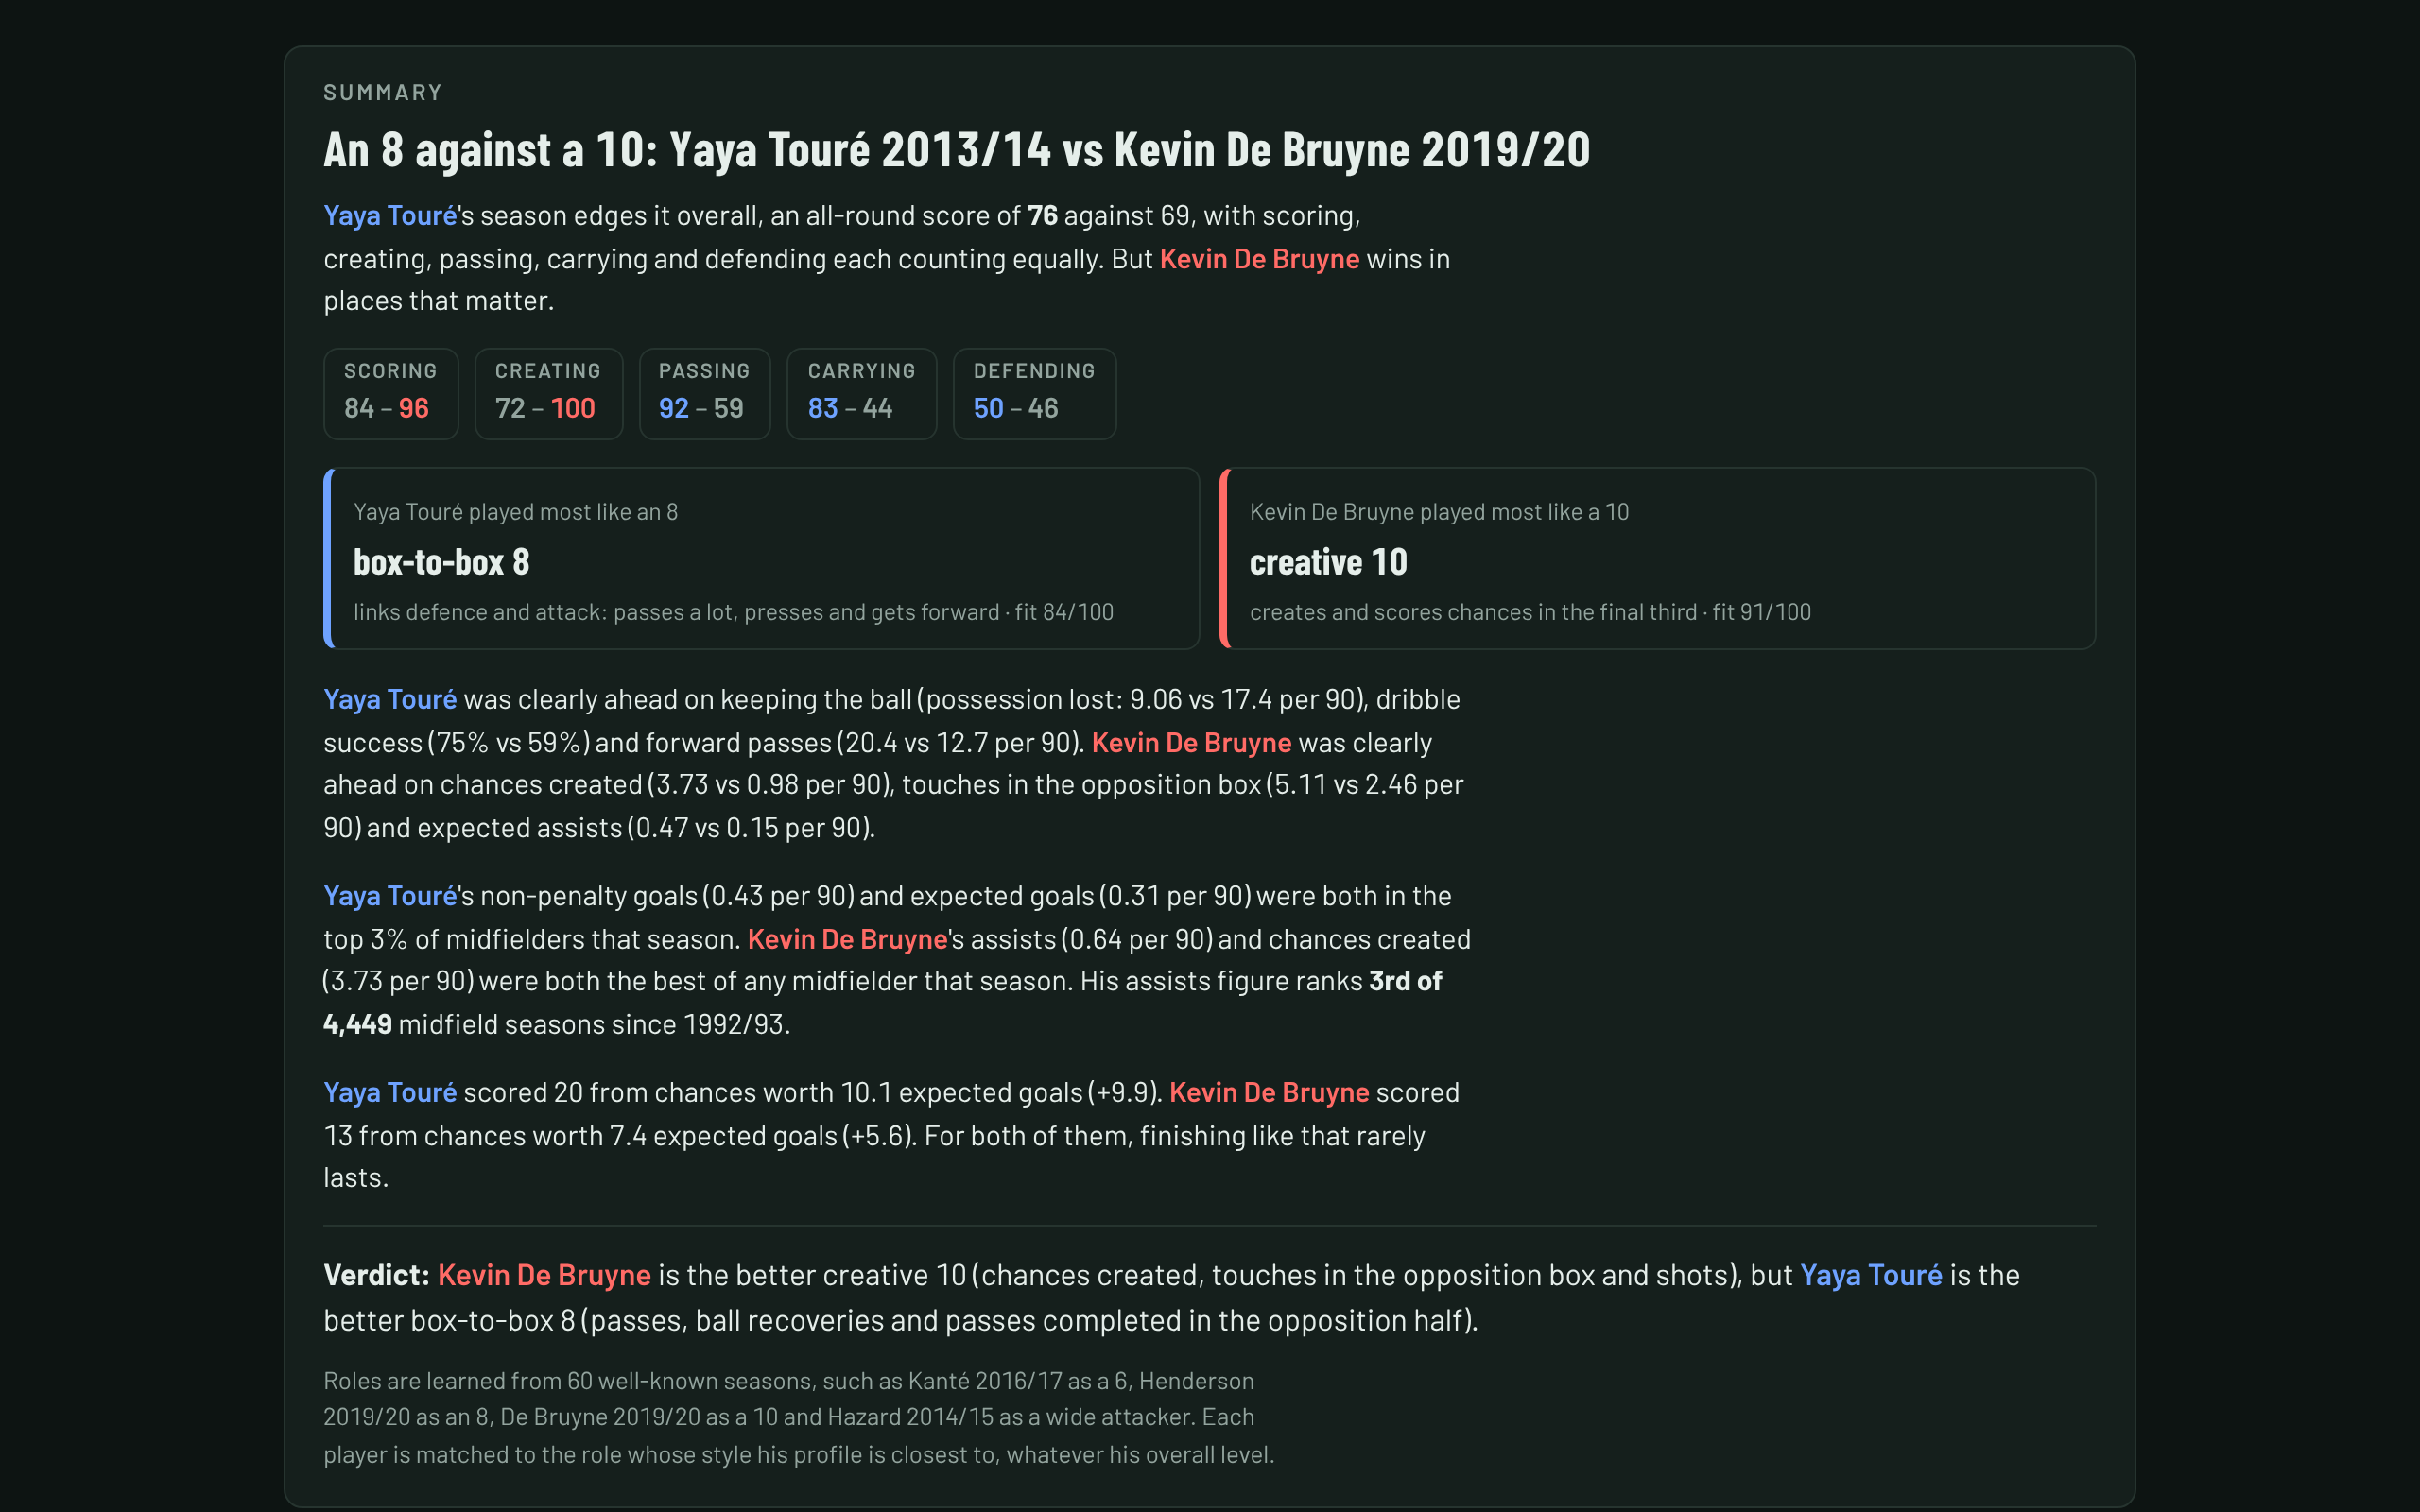 SUMMARY
An 8 against a 10: Yaya Touré 2013/14 vs Kevin De Bruyne 2019/20
Yaya Touré's season edges it overall, an all-round score of 76 against 69, with scoring,
creating, passing, carrying and defending each counting equally. But Kevin De Bruyne wins in
places that matter.
SCORING CREATING PASSING CARRYING DEFENDING
84 – 96 72 – 100 92 – 59 83 – 44 50 – 46
Yaya Touré played most like an 8
box-to-box 8
links defence and attack: passes a lot, presses and gets forward · fit 84/100
Kevin De Bruyne played most like a 10
creative 10
creates and scores chances in the final third · fit 91/100
Yaya Touré was clearly ahead on keeping the ball (possession lost: 9.06 vs 17.4 per 90), dribble
success (75% vs 59%) and forward passes (20.4 vs 12.7 per 90). Kevin De Bruyne was clearly
ahead on chances created (3.73 vs 0.98 per 90), touches in the opposition box (5.11 vs 2.46 per
90) and expected assists (0.47 vs 0.15 per 90).
Yaya Touré's non-penalty goals (0.43 per 90) and expected goals (0.31 per 90) were both in the
top 3% of midfielders that season. Kevin De Bruyne's assists (0.64 per 90) and chances created
(3.73 per 90) were both the best of any midfielder that season. His assists figure ranks 3rd of
4,449 midfield seasons since 1992/93.
Yaya Touré scored 20 from chances worth 10.1 expected goals (+9.9). Kevin De Bruyne scored
13 from chances worth 7.4 expected goals (+5.6). For both of them, finishing like that rarely
lasts.
Verdict: Kevin De Bruyne is the better creative 10 (chances created, touches in the opposition box and shots), but Yaya Touré is the
better box-to-box 8 (passes, ball recoveries and passes completed in the opposition half).
Roles are learned from 60 well-known seasons, such as Kanté 2016/17 as a 6, Henderson
2019/20 as an 8, De Bruyne 2019/20 as a 10 and Hazard 2014/15 as a wide attacker. Each
player is matched to the role whose style his profile is closest to, whatever his overall level.